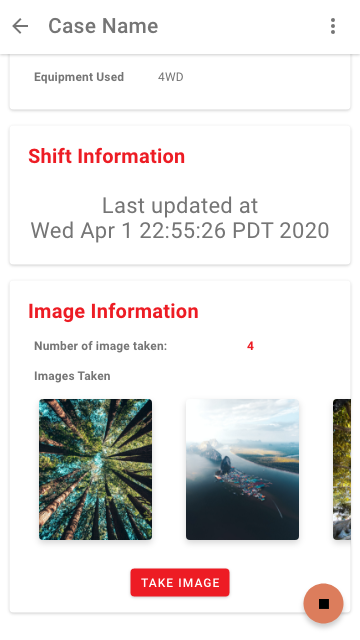 Case Name
Equipment Used 4WD
Shift Information
Last updated at
Wed Apr 1 22:55:26 PDT 2020
Image Information
Number of image taken: 4
Images Taken
TAKE IMAGE